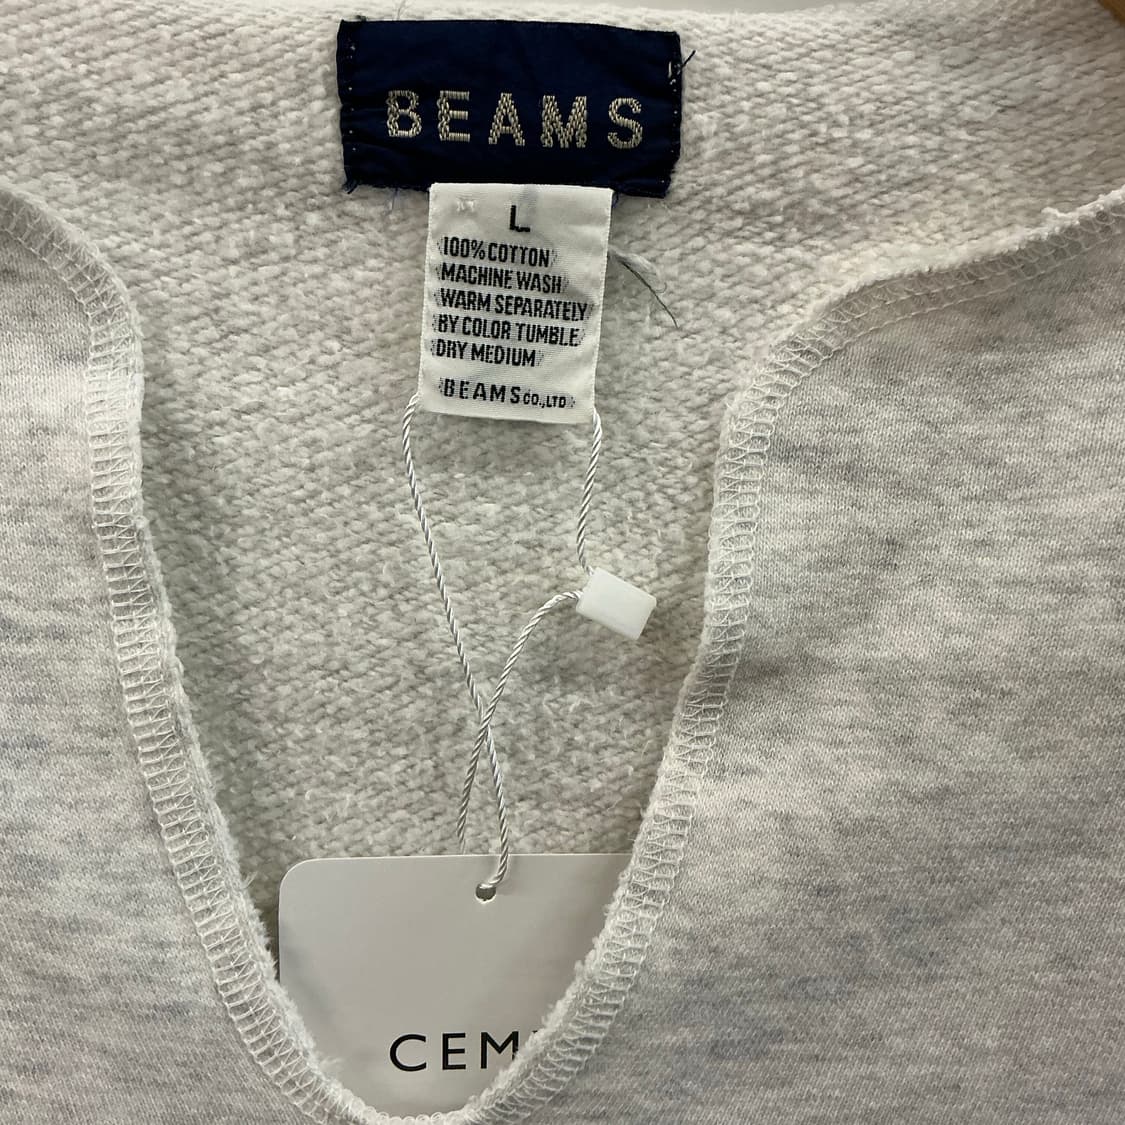 BEAMS
L
100% COTTON
MACHINE WASH
WARM SEPARATELY
BY COLOR TUMBLE
DRY MEDIUM
BEAMS CO.,LTD